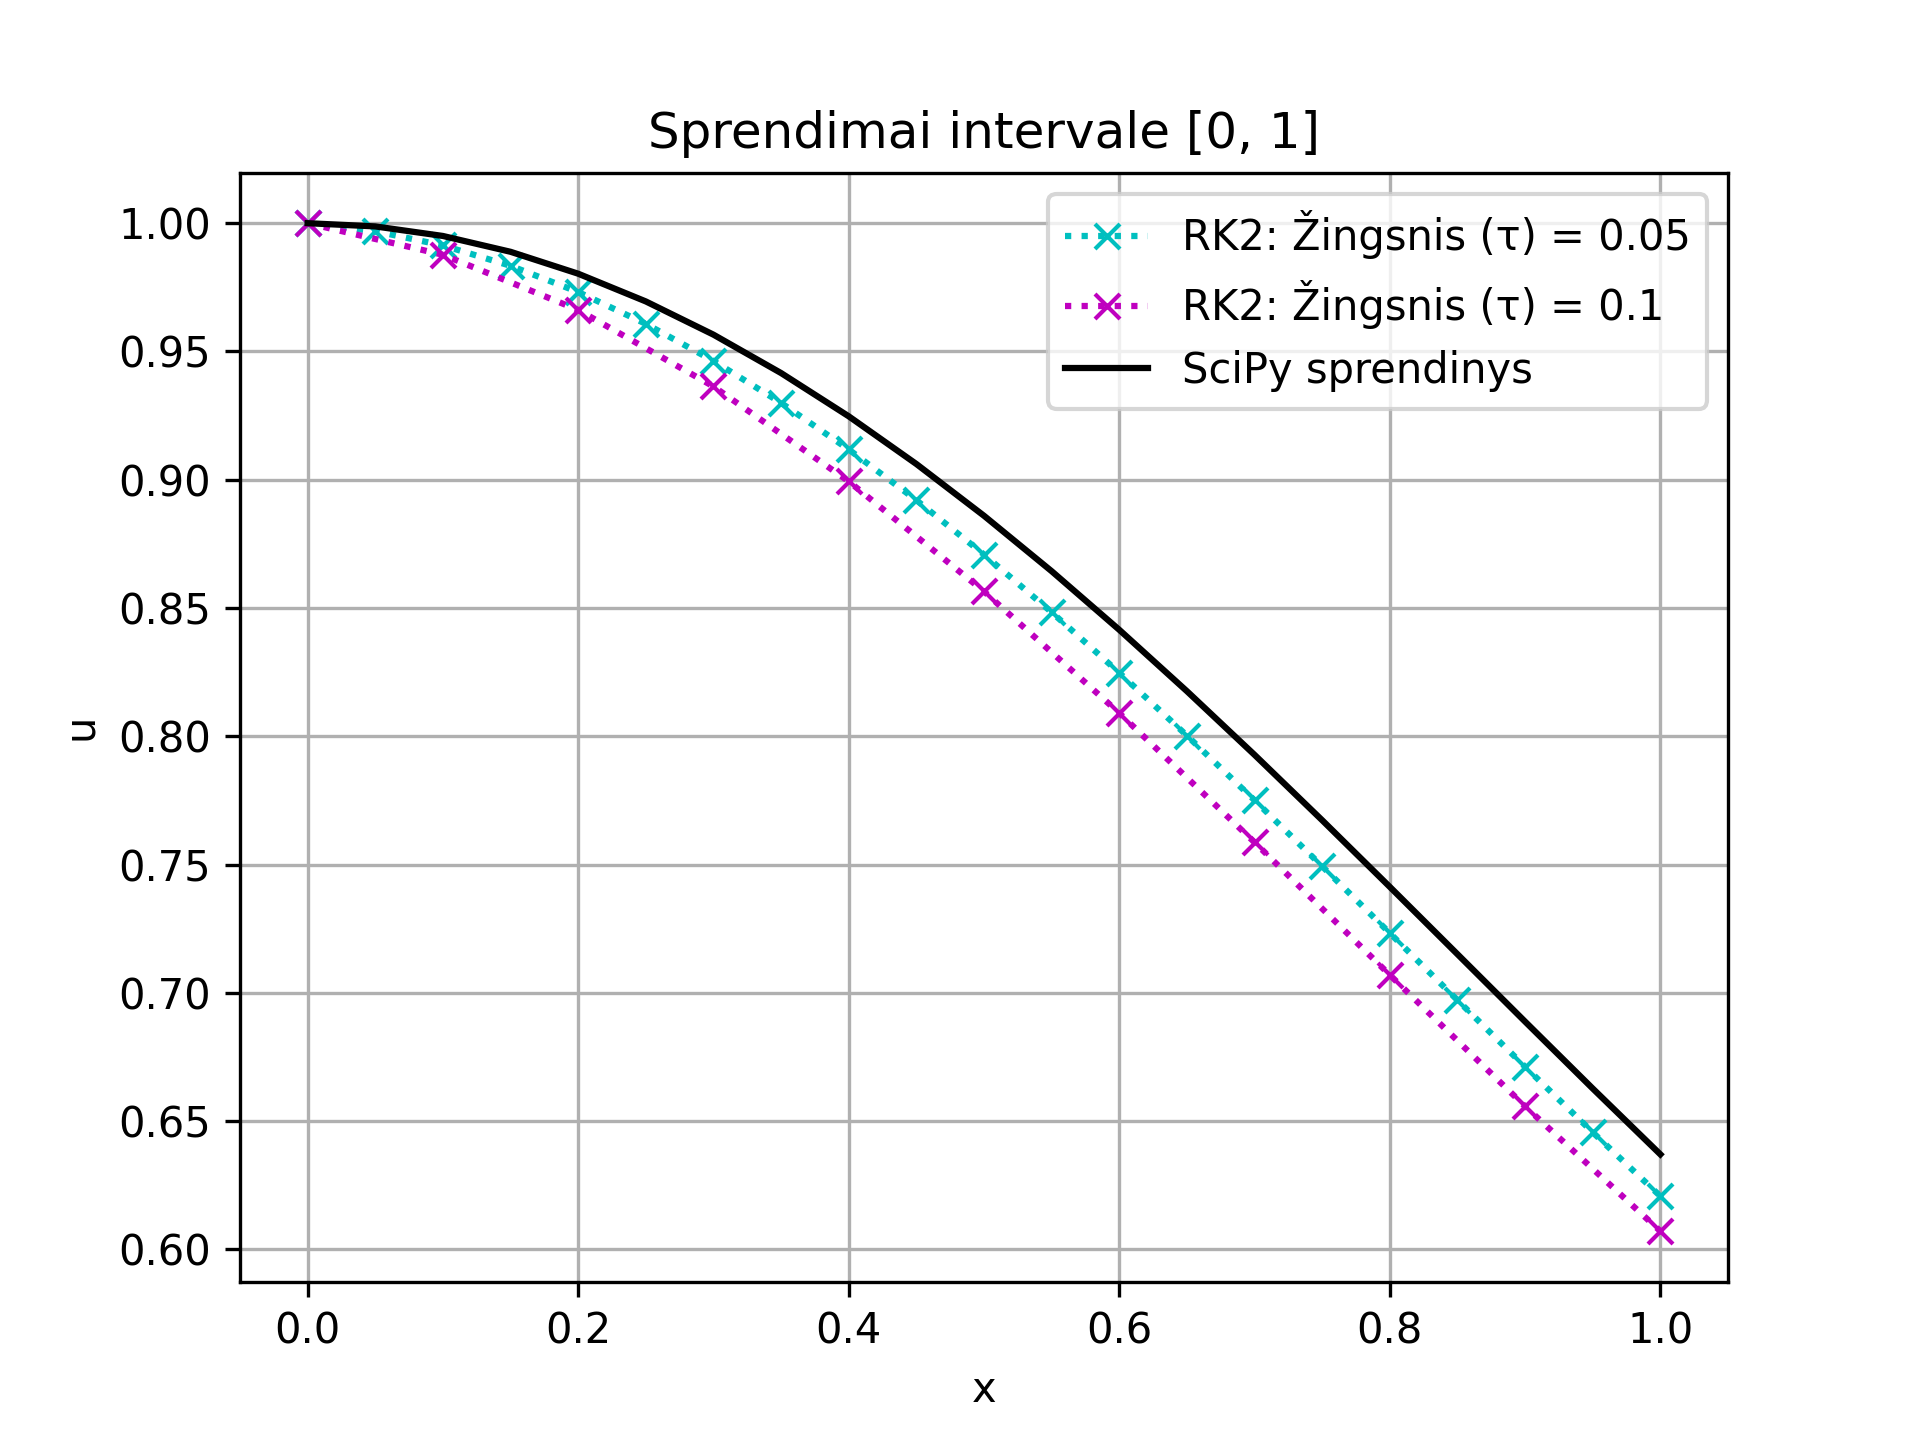 Sprendimai intervale [0, 1]
RK2: Žingsnis (τ) = 0.05
RK2: Žingsnis (τ) = 0.1
SciPy sprendinys
1.00
0.95
0.90
0.85
0.80
0.75
0.70
0.65
0.60
u
0.0 0.2 0.4 0.6 0.8 1.0
x